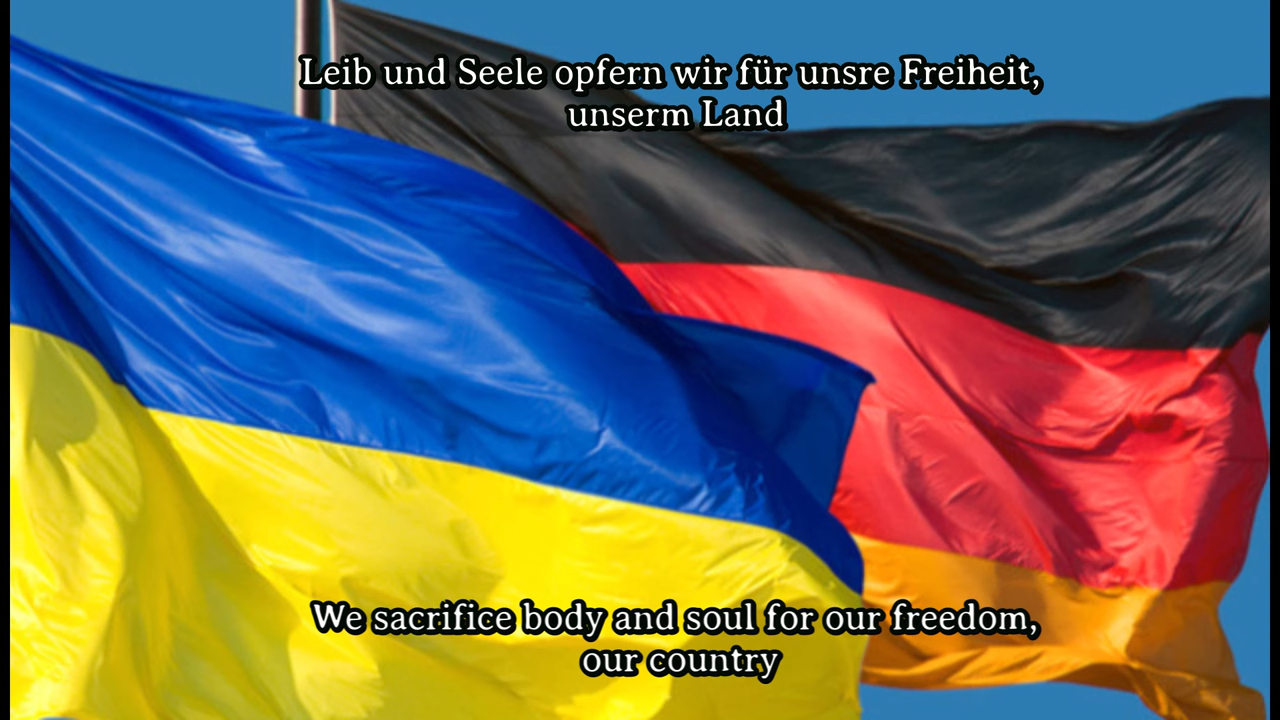 Leib und Seele opfern wir für unsre Freiheit,
unserm Land
We sacrifice body and soul for our freedom,
our country